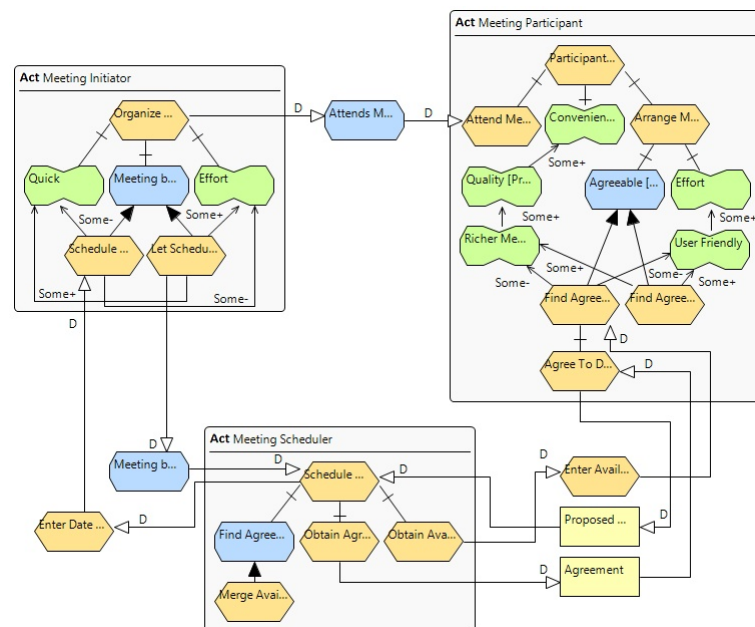 Act Meeting Participant
Participant...
Attend Me...
Convenien...
Arrange M...
Quality [Pr...
Agreeable [...
Effort
Richer Me...
User Friendly
Some+
Some+
Some+
Some-
Some+
Some-
Some+
Find Agree...
Find Agree...
Agree To D...
Act Meeting Initiator
Organize ...
Quick
Meeting b...
Effort
Some-
Some+
Schedule ...
Let Schedu...
Some+
Some-
D
Attends M...
D
D
D
Meeting b...
Enter Date ...
D
D
Act Meeting Scheduler
Schedule ...
Find Agree...
Obtain Agr...
Obtain Ava...
Merge Avai...
D
D
Enter Avail...
D
D
Proposed ...
D
Agreement
D